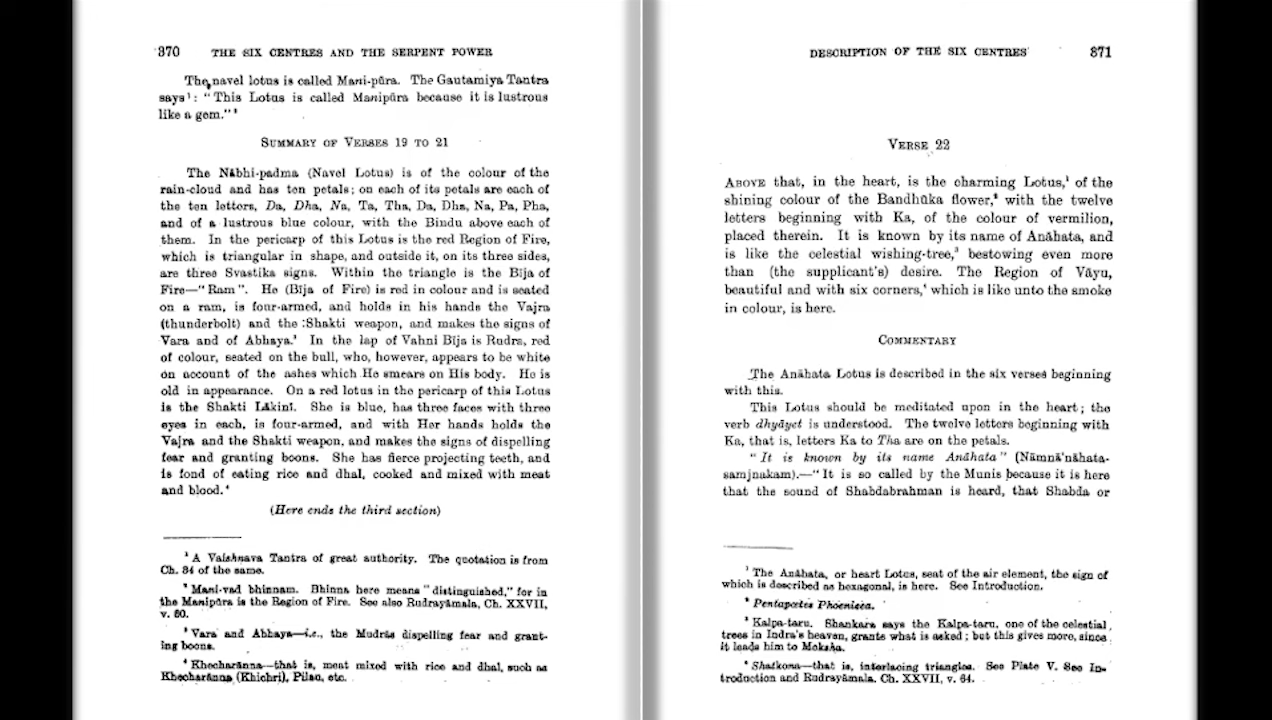 370 THE SIX CENTRES AND THE SERPENT POWER
The navel lotus is called Mani-pūra. The Gautamiya Tantra
says¹: "This Lotus is called Manipūra because it is lustrous
like a gem."²
SUMMARY OF VERSES 19 TO 21
The Nābhi-padma (Navel Lotus) is of the colour of the
rain-cloud and has ten petals; on each of its petals are each of
the ten letters, Da, Dha, Na, Ta, Tha, Da, Dha, Na, Pa, Pha,
and of a lustrous blue colour, with the Bindu above each of
them. In the pericarp of this Lotus is the red Region of Fire,
which is triangular in shape, and outside it, on its three sides,
are three Svastika signs. Within the triangle is the Bīja of
Fire—"Ram". He (Bīja of Fire) is red in colour and is seated
on a ram, is four-armed, and holds in his hands the Vajra
(thunderbolt) and the Shakti weapon, and makes the signs of
Vara and of Abhaya.³ In the lap of Vahni Bīja is Rudra, red
of colour, seated on the bull, who, however, appears to be white
on account of the ashes which He smears on His body. He is
old in appearance. On a red lotus in the pericarp of this Lotus
is the Shakti Lākinī. She is blue, has three faces with three
eyes in each, is four-armed, and with Her hands holds the
Vajra and the Shakti weapon, and makes the signs of dispelling
fear and granting boons. She has fierce projecting teeth, and
is fond of eating rice and dhal, cooked and mixed with meat
and blood.⁴
(Here ends the third section)
¹ A Vaishnava Tantra of great authority. The quotation is from
Ch. 34 of the same.
² Mani-vad bhinnam. Bhinna here means "distinguished," for in
the Manipūra is the Region of Fire. See also Rudrayāmala, Ch. XXVII,
v. 60.
³ Vara and Abhaya—i.e., the Mudrās dispelling fear and grant-
ing boons.
⁴ Khecharānna—that is, meat mixed with rice and dhal, such as
Khecharānna (Khichri), Pilao, etc.
DESCRIPTION OF THE SIX CENTRES 371
VERSE 22
ABOVE that, in the heart, is the charming Lotus,¹ of the
shining colour of the Bandhūka flower,² with the twelve
letters beginning with Ka, of the colour of vermilion,
placed therein. It is known by its name of Anāhata, and
is like the celestial wishing-tree,³ bestowing even more
than (the supplicant's) desire. The Region of Vāyu,
beautiful and with six corners,⁴ which is like unto the smoke
in colour, is here.
COMMENTARY
The Anāhata Lotus is described in the six verses beginning
with this.
This Lotus should be meditated upon in the heart; the
verb dhyāyet is understood. The twelve letters beginning with
Ka, that is, letters Ka to Tha are on the petals.
"It is known by its name Anāhata" (Nāmnā'nāhata-
samjnakam).—"It is so called by the Munis because it is here
that the sound of Shabdabrahman is heard, that Shabda or
¹ The Anāhata, or heart Lotus, seat of the air element, the sign of
which is described as hexagonal, is here. See Introduction.
² Pentapœtes Phoenicea.
³ Kalpa-taru. Shankara says the Kalpa-taru, one of the celestial
trees in Indra's heaven, grants what is asked; but this gives more, since
it leads him to Moksha.
⁴ Shatkona—that is, interlacing triangles. See Plate V. See In-
troduction and Rudrayāmala, Ch. XXVII, v. 64.